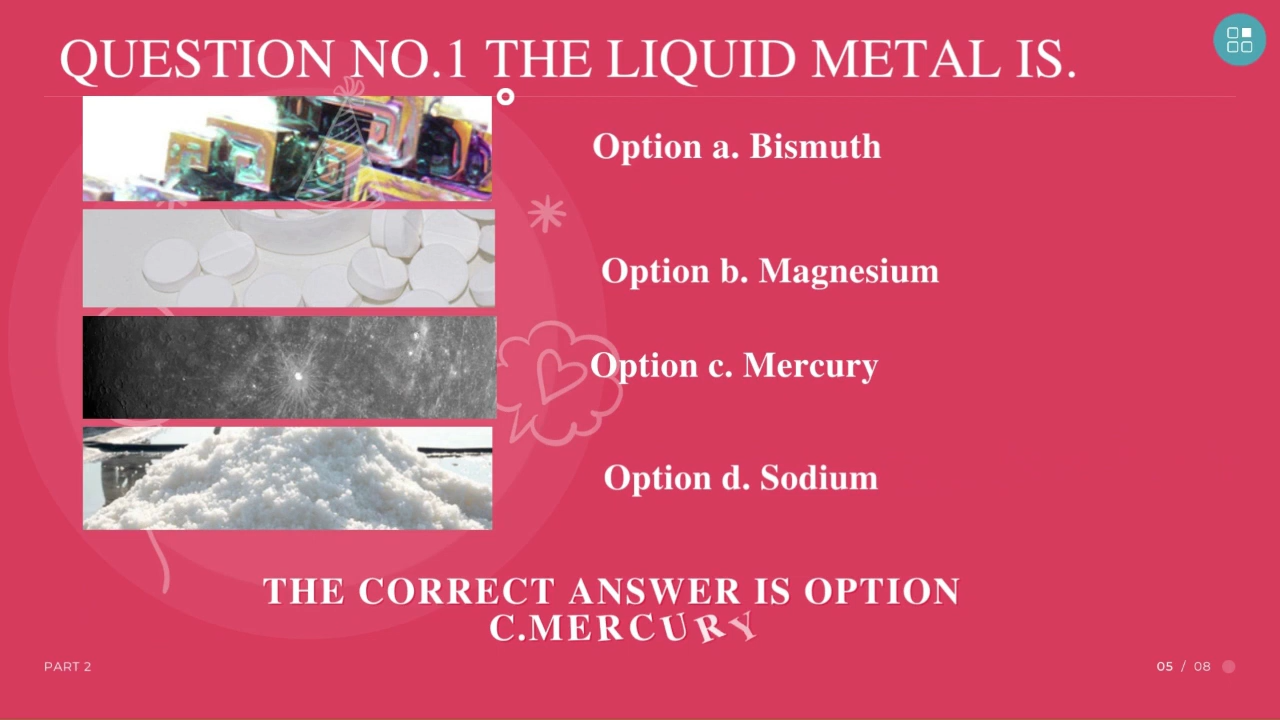 QUESTION NO.1 THE LIQUID METAL IS.
Option a. Bismuth
Option b. Magnesium
Option c. Mercury
Option d. Sodium
THE CORRECT ANSWER IS OPTION
C.MERCURY
PART 2
05 / 08